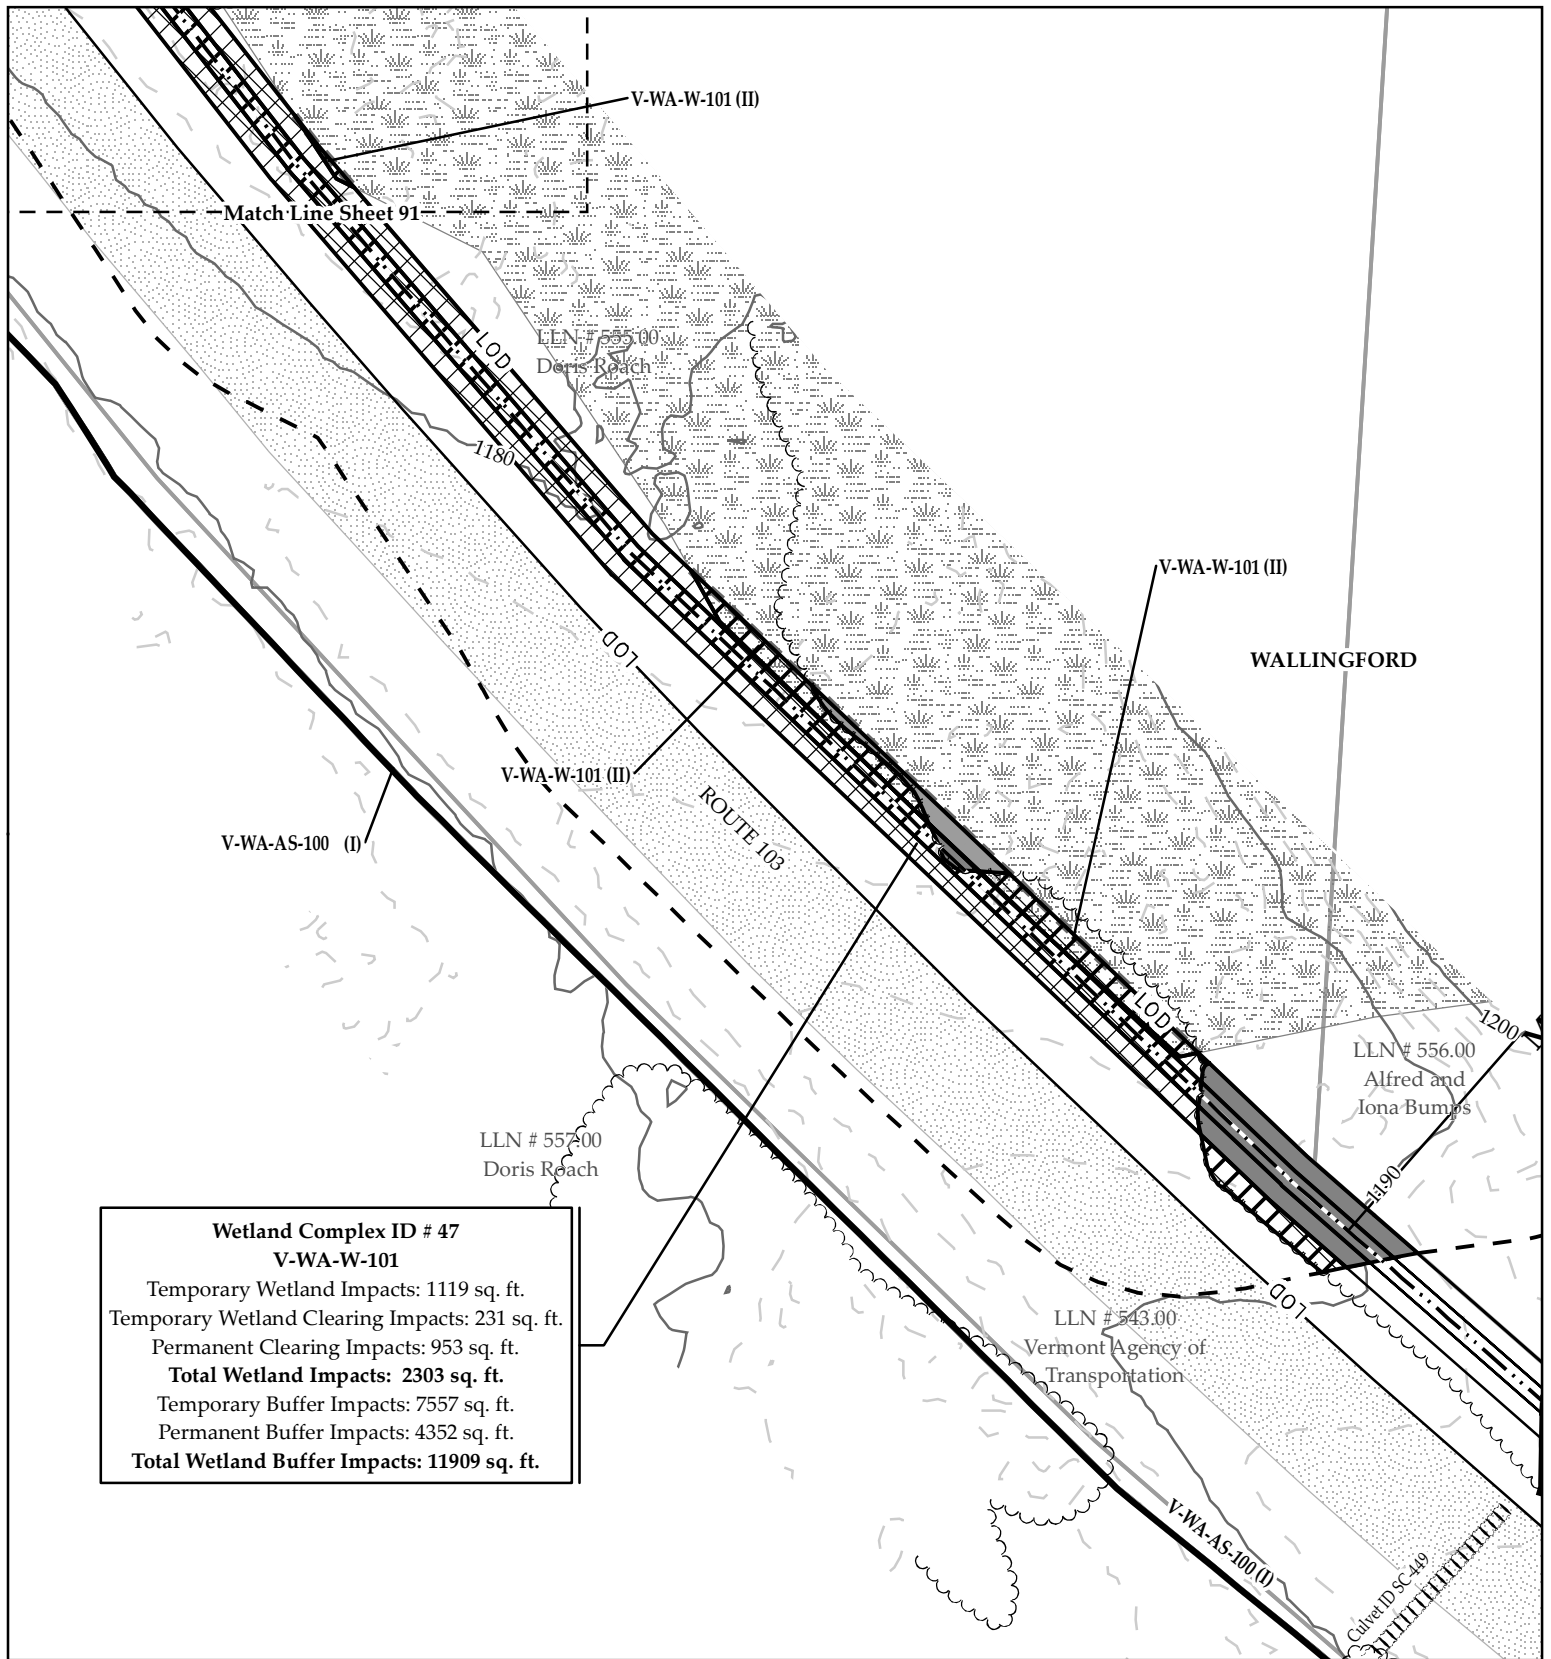 V-WA-W-101 (II)
Match Line Sheet 91
LOD
LLN # 555.00
Doris Roach
1180
V-WA-W-101 (II)
LOD
WALLINGFORD
V-WA-W-101 (II)
ROUTE 103
V-WA-AS-100 (I)
LOD
1200
LLN # 556.00
Alfred and
Iona Bumps
LLN # 557.00
Doris Roach
1190
Wetland Complex ID # 47
V-WA-W-101
Temporary Wetland Impacts: 1119 sq. ft.
Temporary Wetland Clearing Impacts: 231 sq. ft.
Permanent Clearing Impacts: 953 sq. ft.
Total Wetland Impacts: 2303 sq. ft.
Temporary Buffer Impacts: 7557 sq. ft.
Permanent Buffer Impacts: 4352 sq. ft.
Total Wetland Buffer Impacts: 11909 sq. ft.
LOD
LLN # 543.00
Vermont Agency of
Transportation
V-WA-AS-100 (I)
Culvet ID SC-449